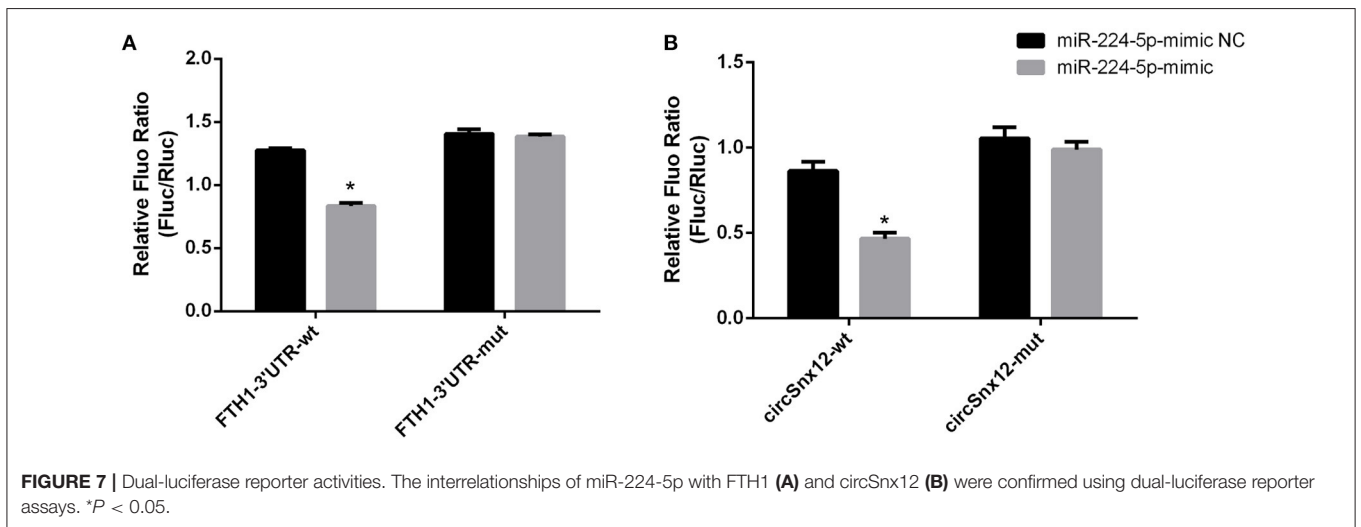 A
Relative Fluo Ratio
(Fluc/Rluc)
2.0
1.5
1.0
0.5
0.0
*
FTH1-3'UTR-wt
FTH1-3'UTR-mut
B
miR-224-5p-mimic NC
miR-224-5p-mimic
Relative Fluo Ratio
(Fluc/Rluc)
1.5
1.0
0.5
0.0
*
circSnx12-wt
circSnx12-mut
FIGURE 7 | Dual-luciferase reporter activities. The interrelationships of miR-224-5p with FTH1 (A) and circSnx12 (B) were confirmed using dual-luciferase reporter
assays. *P < 0.05.